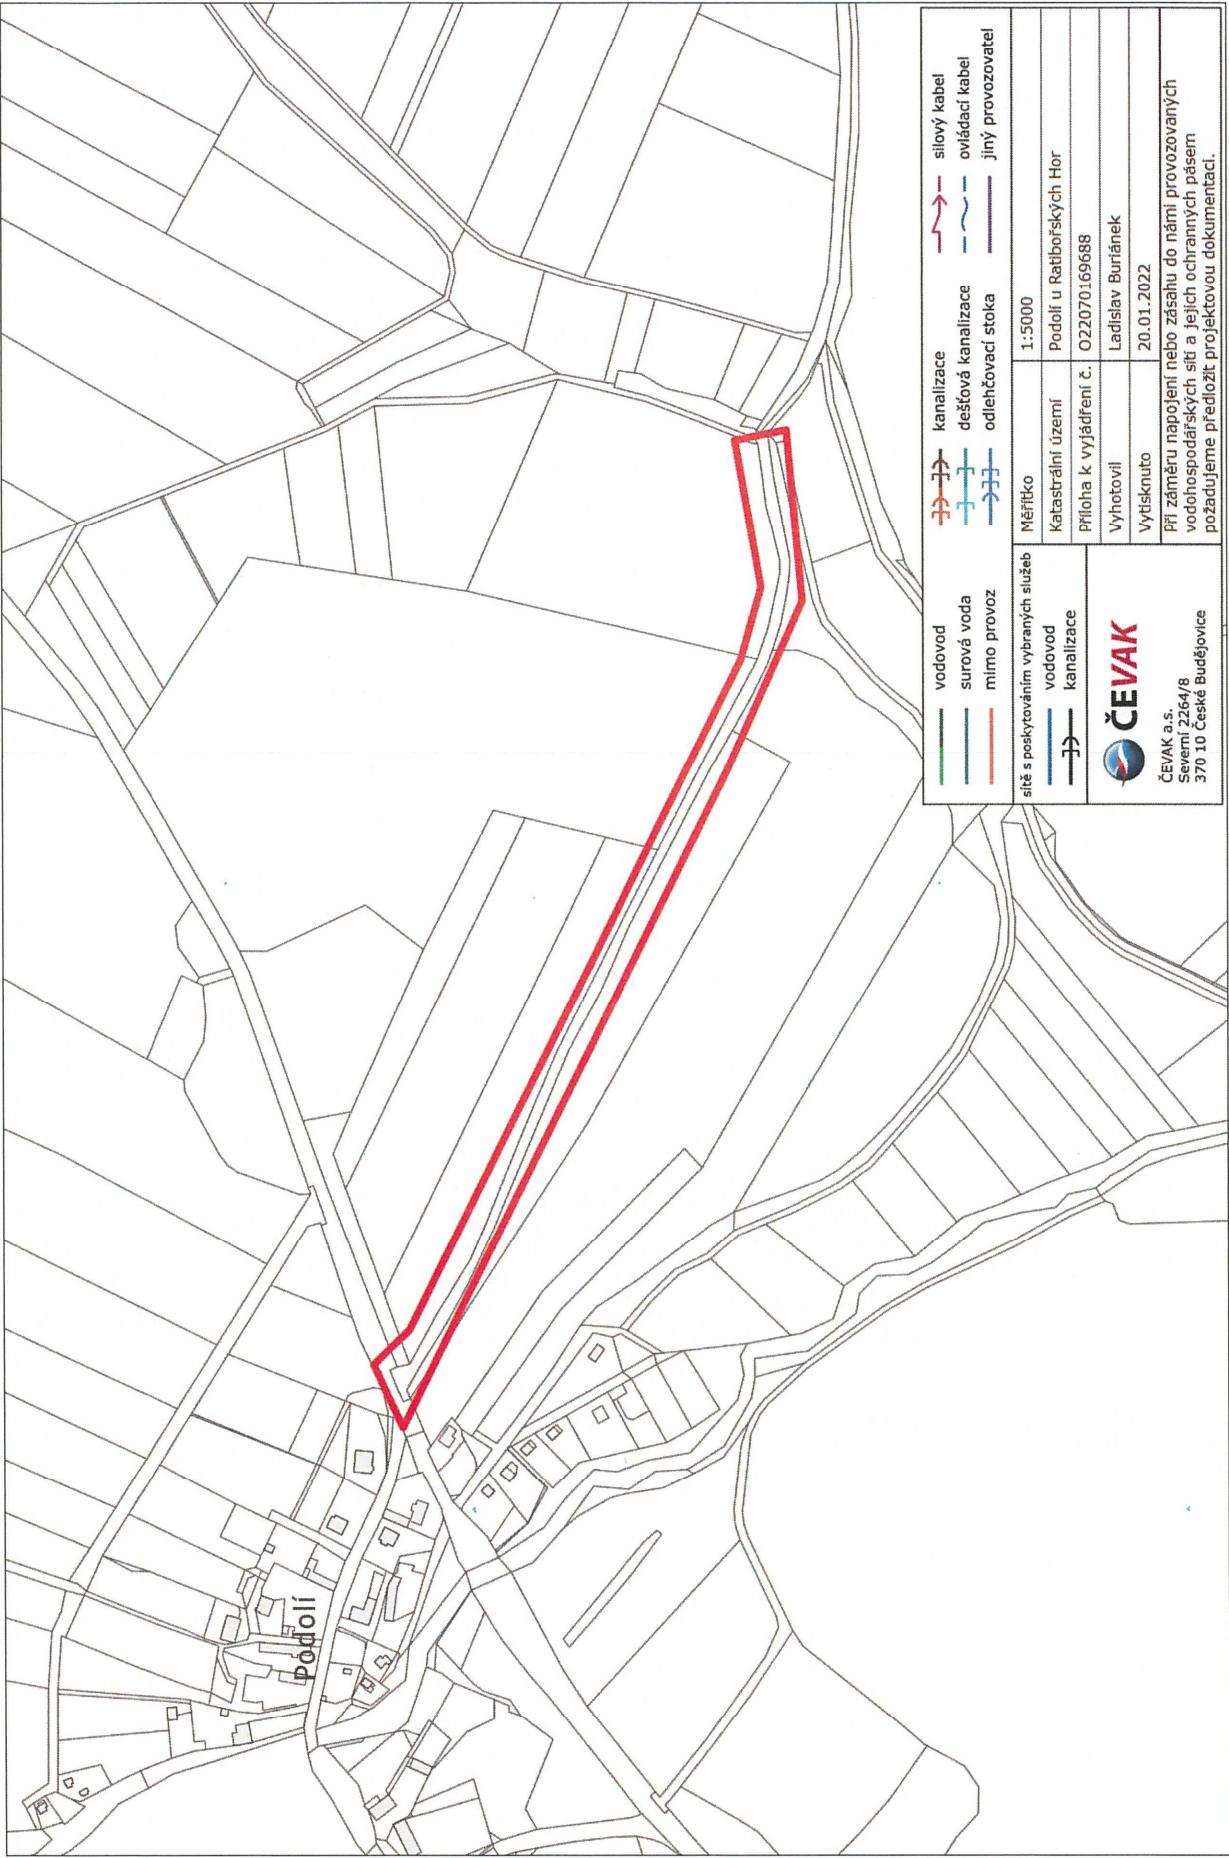 Podolí
vodovod
surová voda
mimo provoz
kanalizace
dešťová kanalizace
odlehčovací stoka
silový kabel
ovládací kabel
jiný provozovatel
sítě s poskytováním vybraných služeb
vodovod
kanalizace
ČEVAK
ČEVAK a.s.
Severní 2264/8
370 10 České Budějovice
Měřítko 1:5000
Katastrální území Podolí u Ratibořských Hor
Příloha k vyjádření č. O22070169688
Vyhotovil Ladislav Buriánek
Vytisknuto 20.01.2022
Při záměru napojení nebo zásahu do námi provozovaných
vodohospodářských sítí a jejich ochranných pásem
požadujeme předložit projektovou dokumentaci.